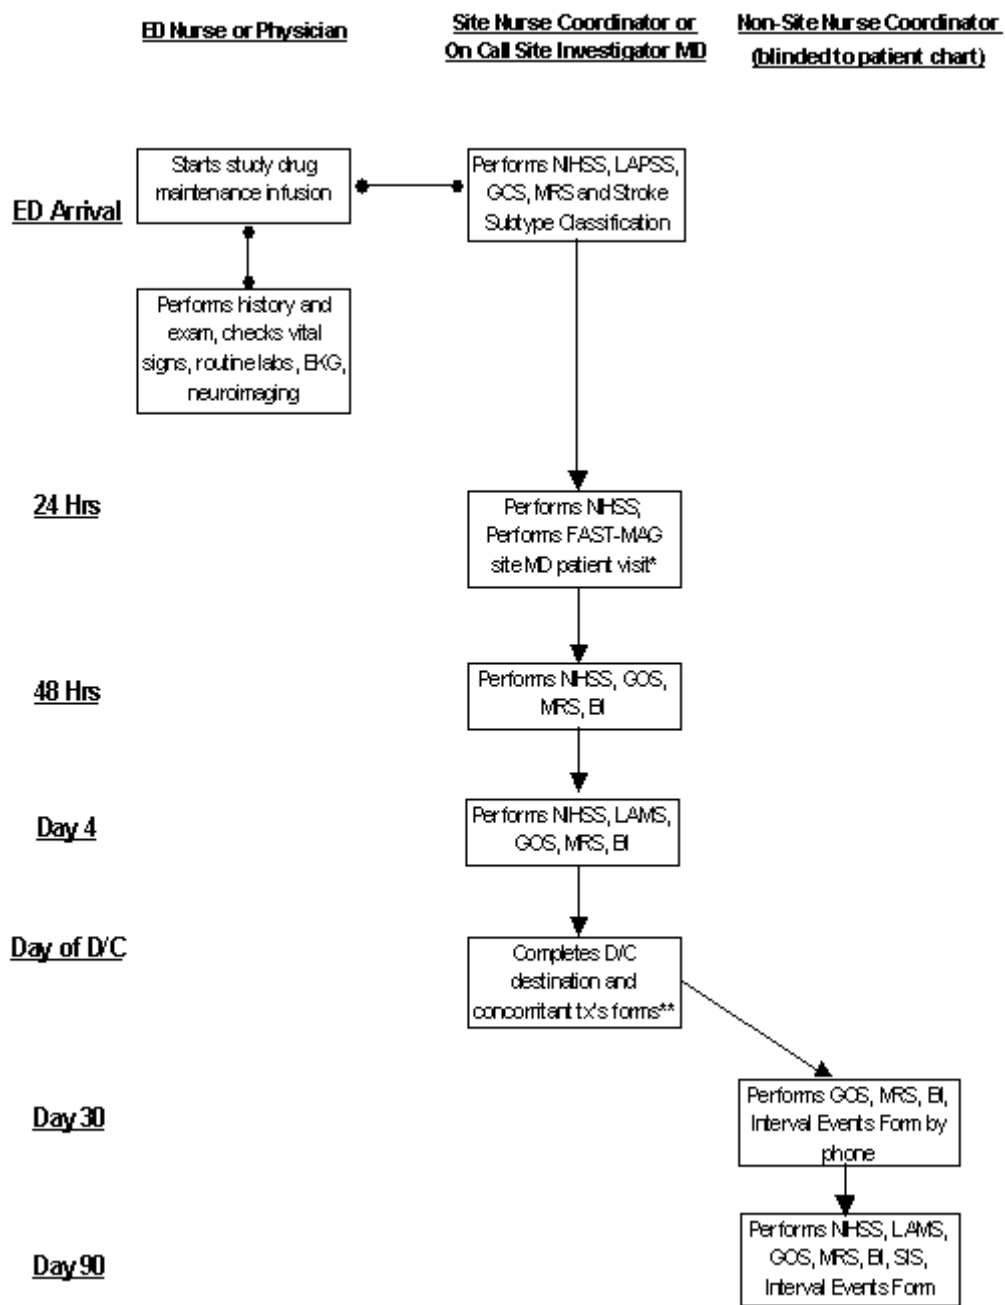 ED Nurse or Physician
Site Nurse Coordinator or
On Call Site Investigator MD
Non-Site Nurse Coordinator
(blinded to patient chart)
ED Arrival
Starts study drug
maintenance infusion
Performs NIHSS, LAPSS,
GCS, MRS and Stroke
Subtype Classification
Performs history and
exam, checks vital
signs, routine labs, EKG,
neuroimaging
24 Hrs
Performs NIHSS;
Performs FAST-MAG
site MD patient visit*
48 Hrs
Performs NIHSS, GOS,
MRS, BI
Day 4
Performs NIHSS, LAMS,
GOS, MRS, BI
Day of D/C
Completes D/C
destination and
concomitant tx's forms**
Day 30
Performs GOS, MRS, BI,
Interval Events Form by
phone
Day 90
Performs NIHSS, LAMS,
GOS, MRS, BI, SIS,
Interval Events Form